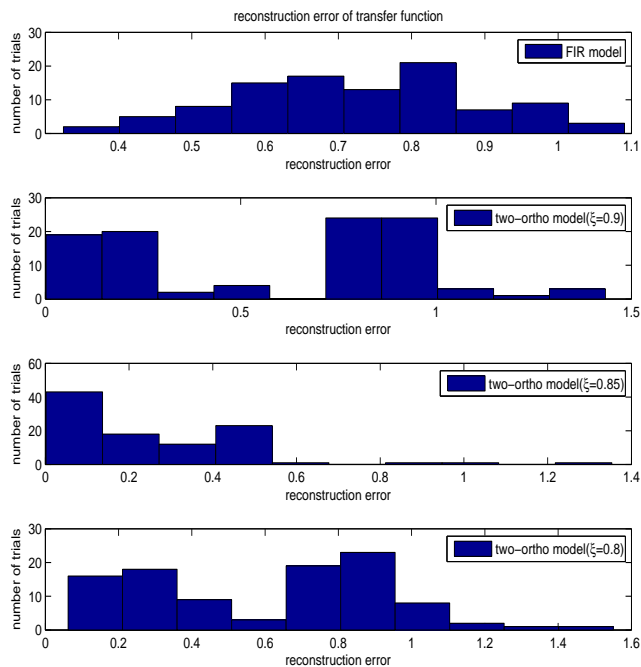 reconstruction error of transfer function
30
20
10
0
number of trials
FIR model
0.4 0.5 0.6 0.7 0.8 0.9 1 1.1
reconstruction error
30
20
10
0
number of trials
two-ortho model(ξ=0.9)
0 0.5 1 1.5
reconstruction error
60
40
20
0
number of trials
two-ortho model(ξ=0.85)
0 0.2 0.4 0.6 0.8 1 1.2 1.4
reconstruction error
30
20
10
0
number of trials
two-ortho model(ξ=0.8)
0 0.2 0.4 0.6 0.8 1 1.2 1.4 1.6
reconstruction error